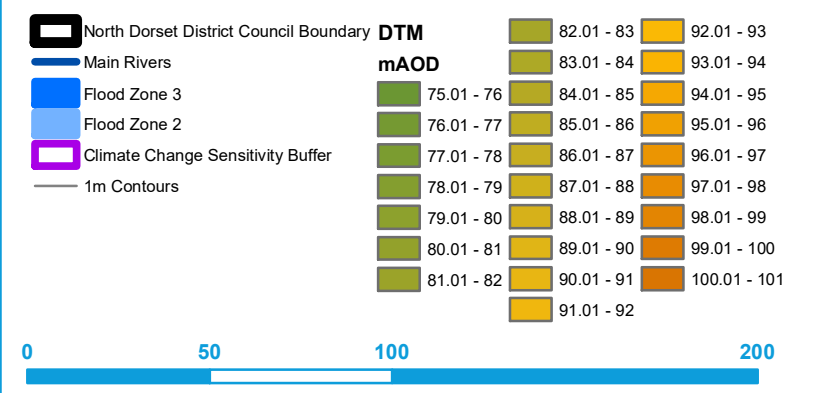 North Dorset District Council Boundary
Main Rivers
Flood Zone 3
Flood Zone 2
Climate Change Sensitivity Buffer
1m Contours
DTM
mAOD
75.01 - 76
76.01 - 77
77.01 - 78
78.01 - 79
79.01 - 80
80.01 - 81
81.01 - 82
82.01 - 83
83.01 - 84
84.01 - 85
85.01 - 86
86.01 - 87
87.01 - 88
88.01 - 89
89.01 - 90
90.01 - 91
91.01 - 92
92.01 - 93
93.01 - 94
94.01 - 95
95.01 - 96
96.01 - 97
97.01 - 98
98.01 - 99
99.01 - 100
100.01 - 101
0 50 100 200